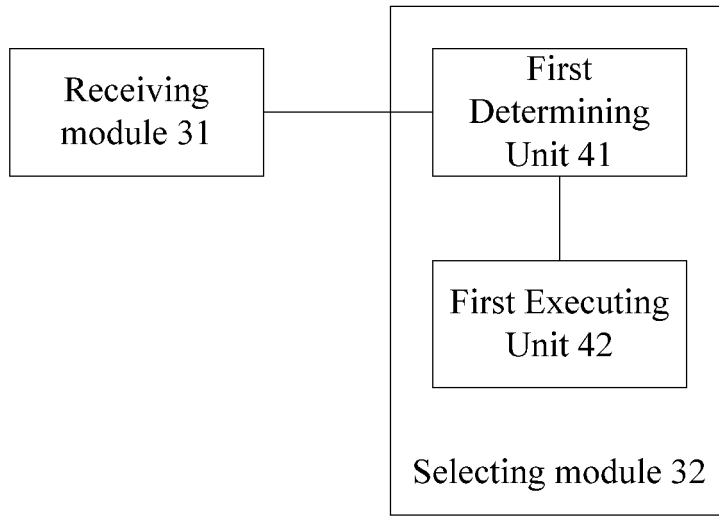 Receiving
module 31
First
Determining
Unit 41
First Executing
Unit 42
Selecting module 32